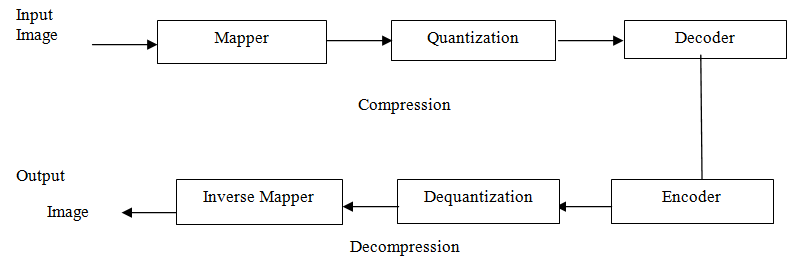 Input
Image
Mapper
Quantization
Decoder
Compression
Output
Image
Inverse Mapper
Dequantization
Encoder
Decompression